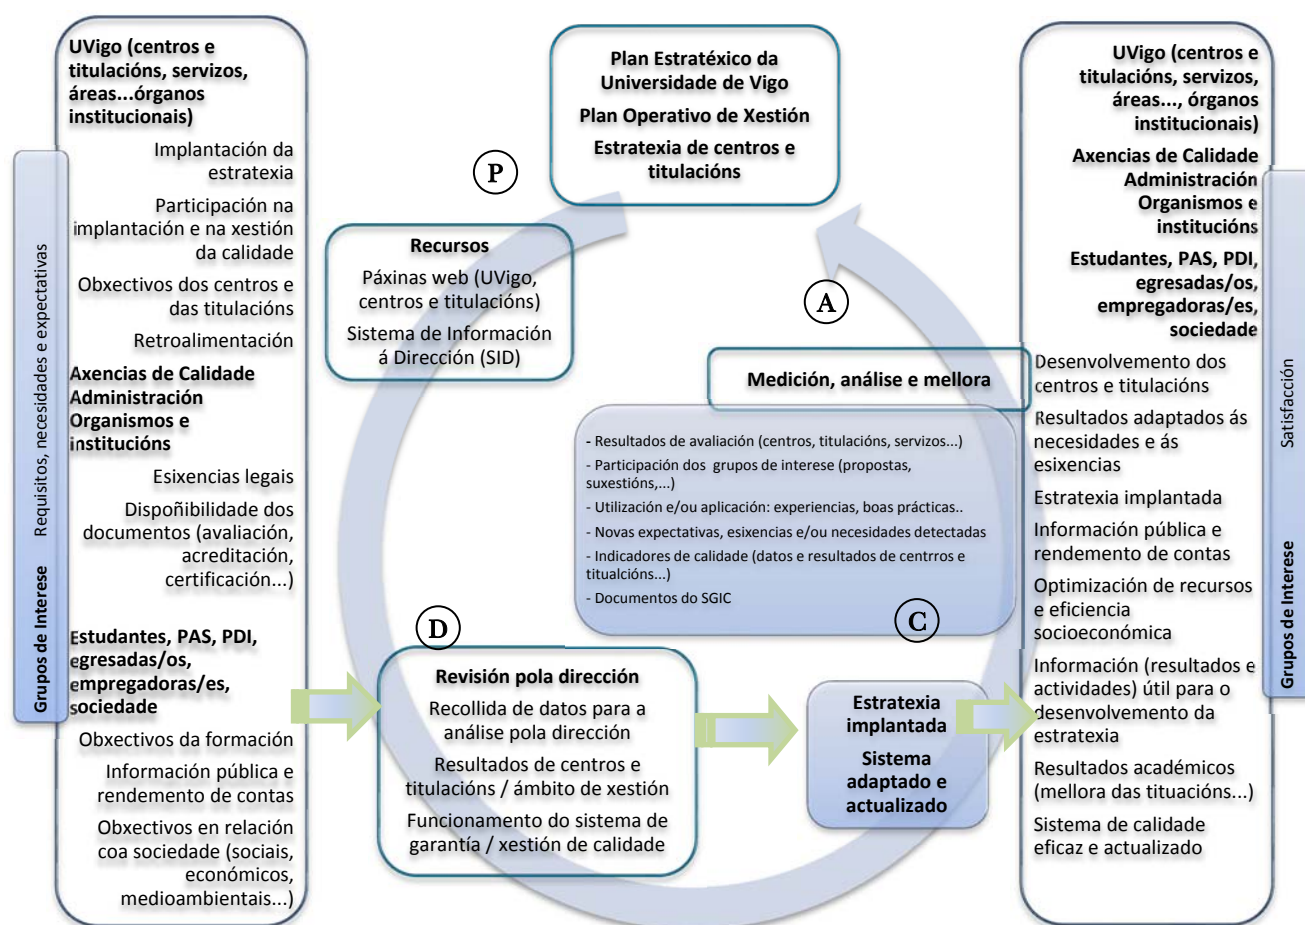 UVigo (centros e
titulacións, servizos,
áreas...órganos
institucionais)
Implantación da
estratexia
Participación na
implantación e na xestión
da calidade
Obxectivos dos centros e
das titulacións
Retroalimentación
Axencias de Calidade
Administración
Organismos e
institucións
Esixencias legais
Dispoñibilidade dos
documentos (avaliación,
acreditación,
certificación...)
Estudantes, PAS, PDI,
egresadas/os,
empregadoras/es,
sociedade
Obxectivos da formación
Información pública e
rendemento de contas
Obxectivos en relación
coa sociedade (sociais,
económicos,
medioambientais...)
Grupos de Interese Requisitos, necesidades e expectativas
Plan Estratéxico da
Universidade de Vigo
Plan Operativo de Xestión
Estratexia de centros e
titulacións
P
Recursos
Páxinas web (UVigo,
centros e titulacións)
Sistema de Información
á Dirección (SID)
A
Medición, análise e mellora
- Resultados de avaliación (centros, titulacións, servizos...)
- Participación dos grupos de interese (propostas,
suxestións,...)
- Utilización e/ou aplicación: experiencias, boas prácticas..
- Novas expectativas, esixencias e/ou necesidades detectadas
- Indicadores de calidade (datos e resultados de centrros e
titualcións...)
- Documentos do SGIC
C
D
Revisión pola dirección
Recollida de datos para a
análise pola dirección
Resultados de centros e
titulacións / ámbito de xestión
Funcionamento do sistema de
garantía / xestión de calidade
Estratexia
implantada
Sistema
adaptado e
actualizado
UVigo (centros e
titulacións, servizos,
áreas..., órganos
institucionais)
Axencias de Calidade
Administración
Organismos e
institucións
Estudantes, PAS, PDI,
egresadas/os,
empregadoras/es,
sociedade
Desenvolvemento dos
centros e titulacións
Resultados adaptados ás
necesidades e ás
esixencias
Estratexia implantada
Información pública e
rendemento de contas
Optimización de recursos
e eficiencia
socioeconómica
Información (resultados e
actividades) útil para o
desenvolvemento da
estratexia
Resultados académicos
(mellora das tituacións...)
Sistema de calidade
eficaz e actualizado
Grupos de Interese Satisfacción